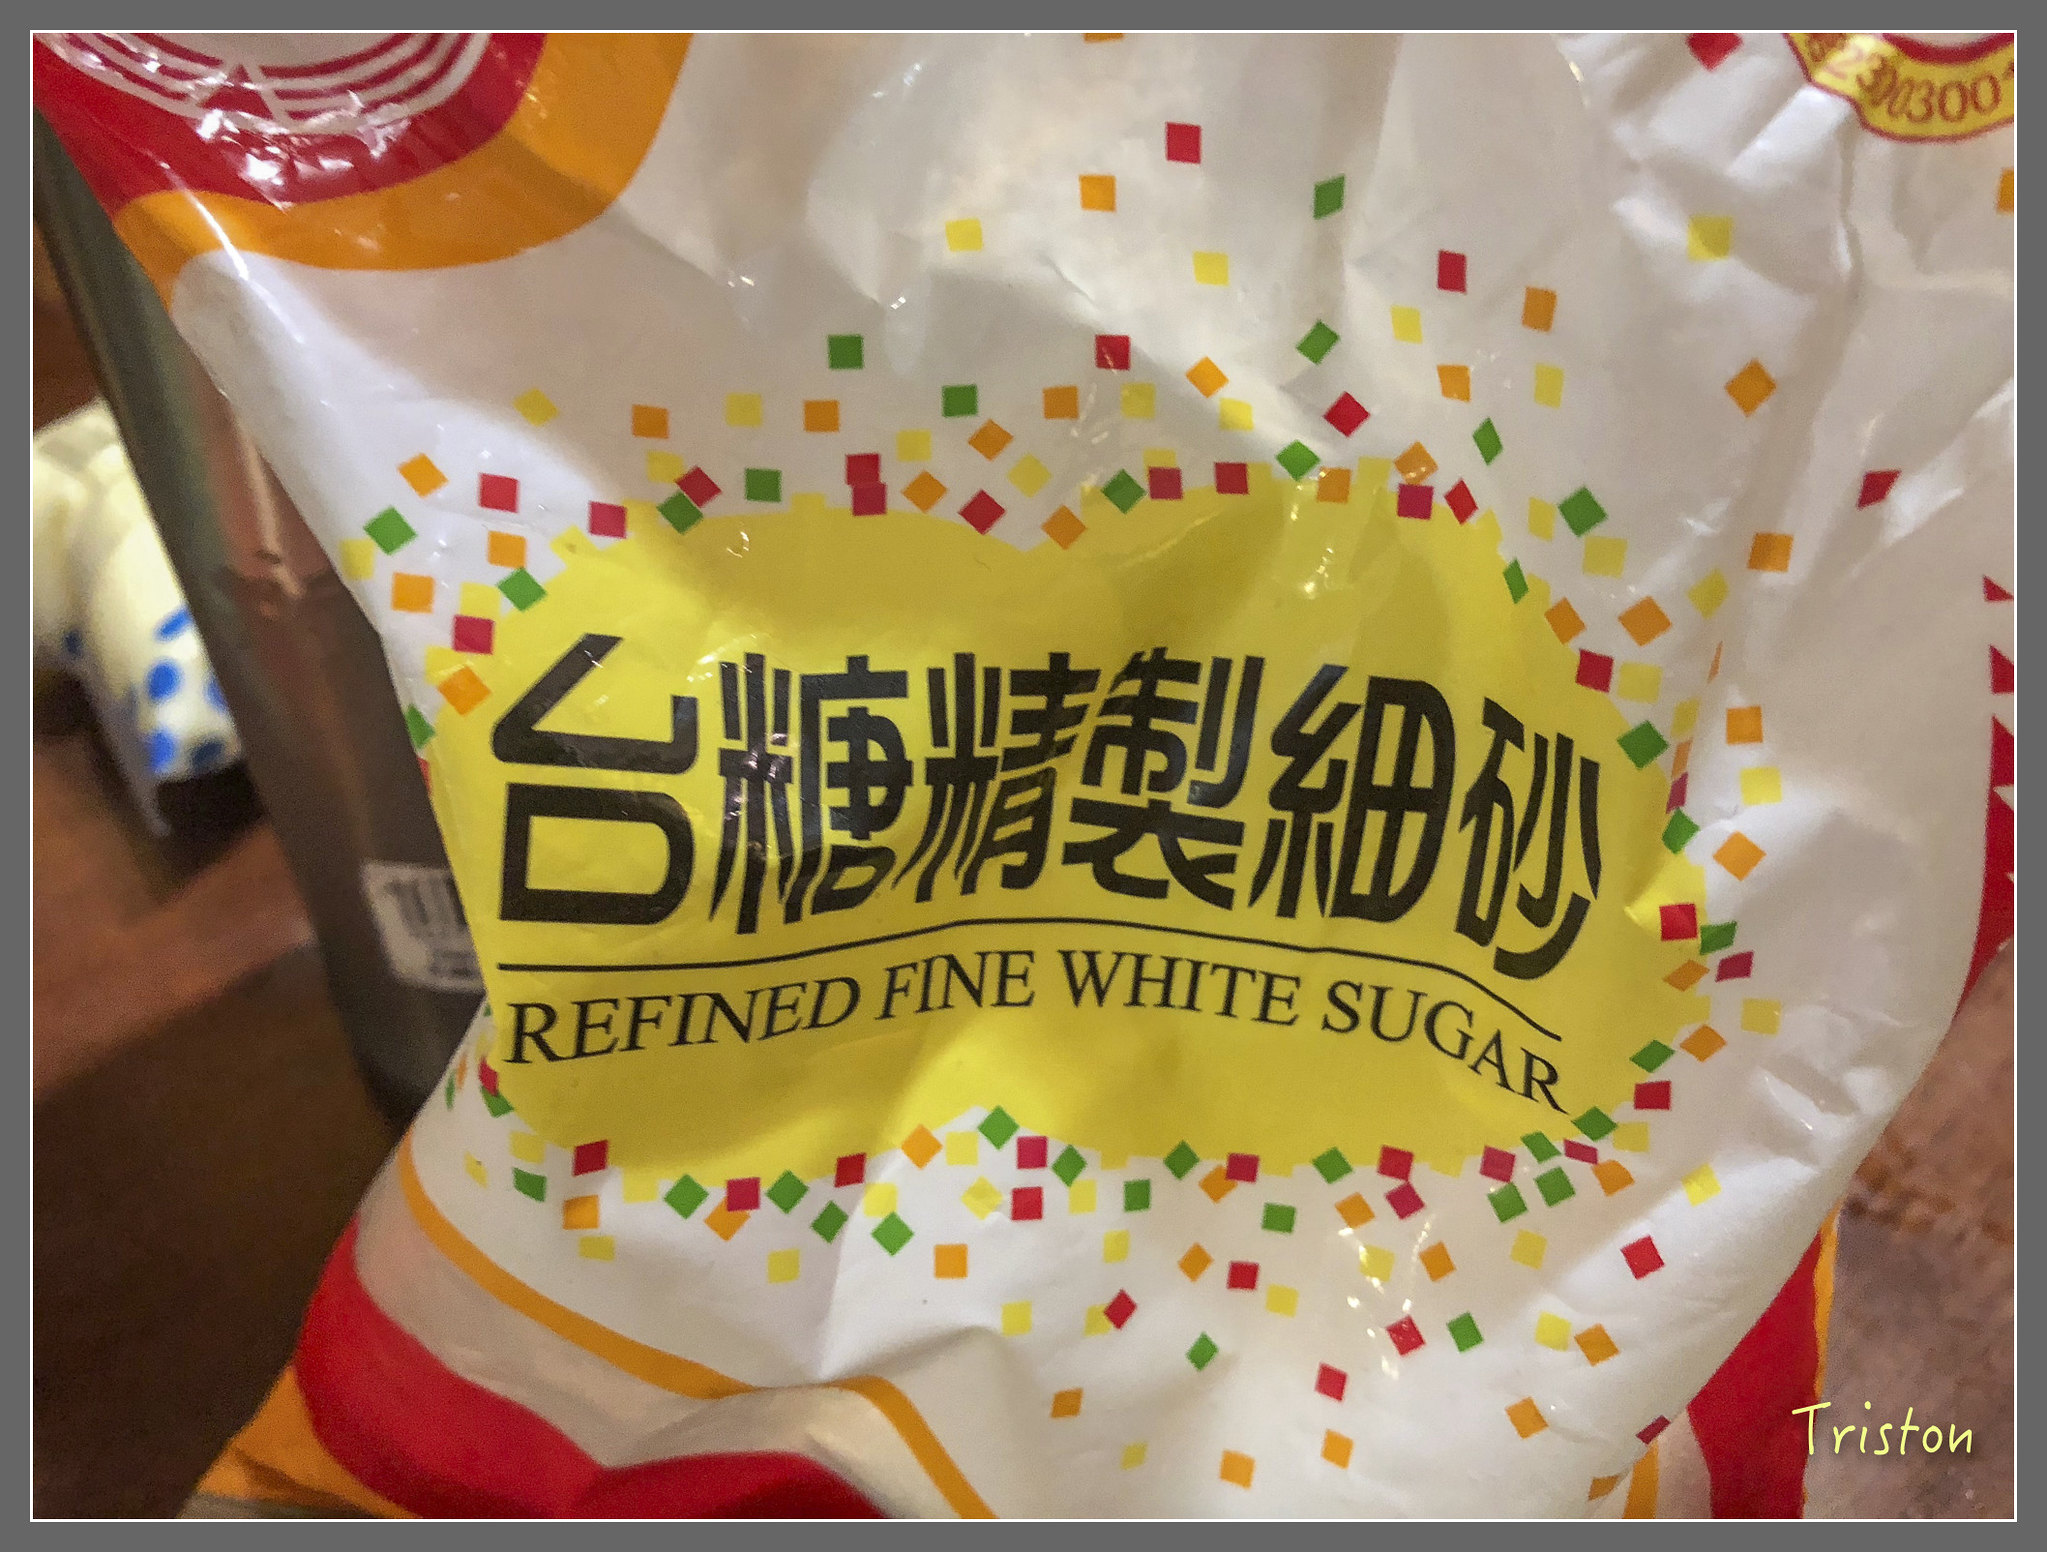 台糖精製細砂
REFINED FINE WHITE SUGAR
Triston